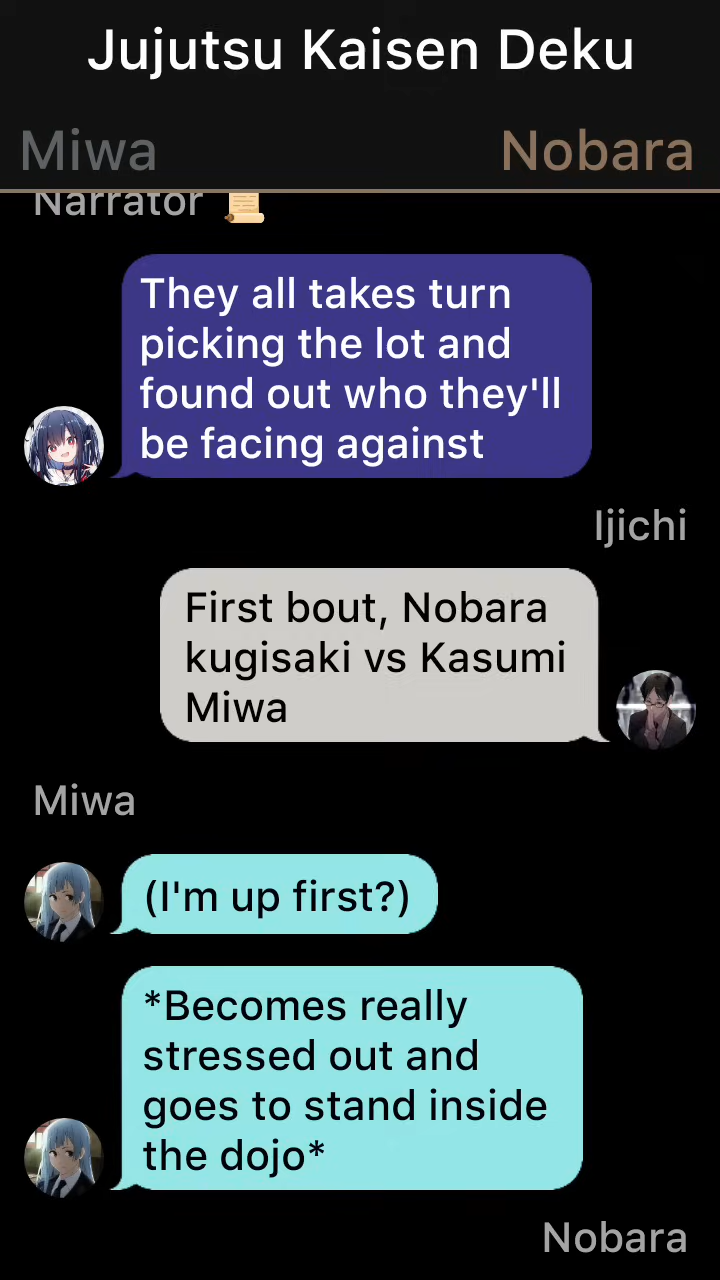 Jujutsu Kaisen Deku
Miwa
Nobara
Narrator 📜
They all takes turn
picking the lot and
found out who they'll
be facing against
Ijichi
First bout, Nobara
kugisaki vs Kasumi
Miwa
Miwa
(I'm up first?)
*Becomes really
stressed out and
goes to stand inside
the dojo*
Nobara